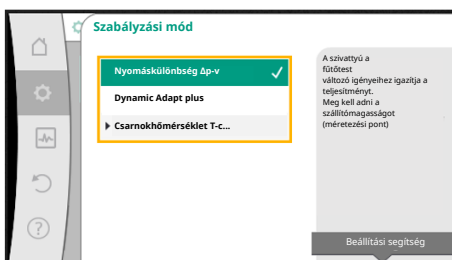 Szabályzási mód
Nyomáskülönbség Δp-v
Dynamic Adapt plus
Csarnokhőmérséklet T-c...
A szivattyú a
fűtőtest
változó igényeihez igazítja a
teljesítményt.
Meg kell adni a
szállítómagasságot
(méretezési pont)
Beállítási segítség